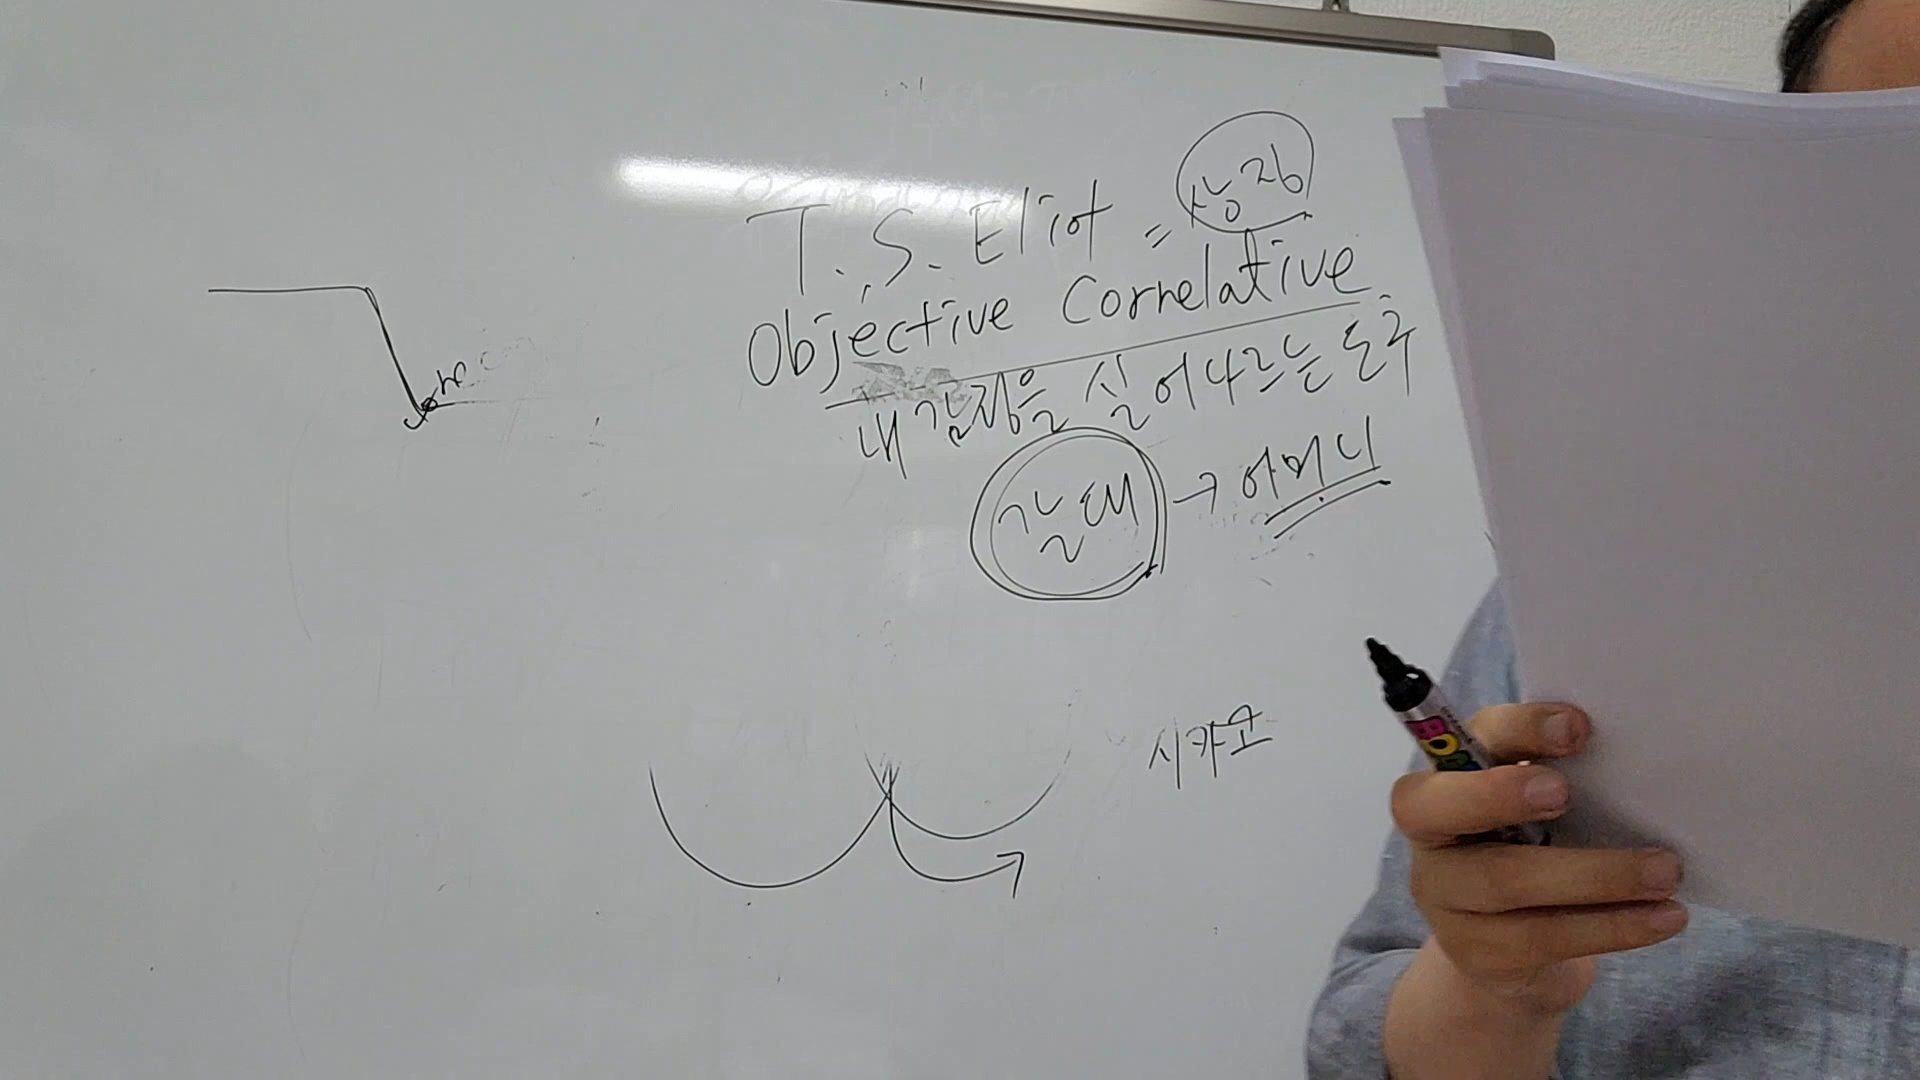 T.S. Eliot = 상징
Objective Correlative
내 감정을 실어나르는 도구
갈대 → 어머니
시카고
one